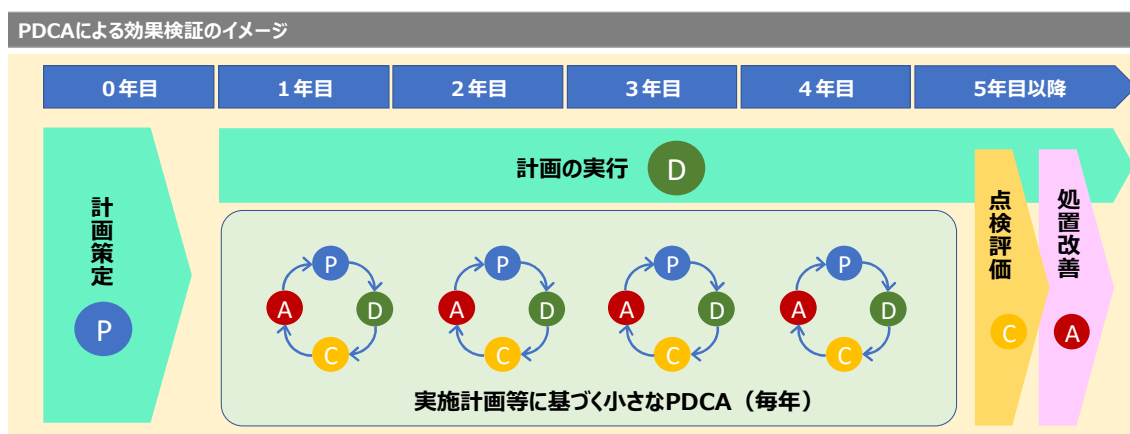 PDCAによる効果検証のイメージ
０年目
１年目
２年目
３年目
４年目
5年目以降
計画策定
P
計画の実行
D
P
D
C
A
P
D
C
A
P
D
C
A
P
D
C
A
実施計画等に基づく小さなPDCA（毎年）
点検評価
C
処置改善
A